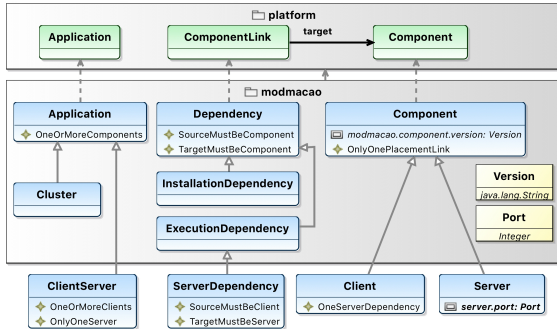 platform
Application
ComponentLink
target
Component
modmacao
Application
OneOrMoreComponents
Dependency
SourceMustBeComponent
TargetMustBeComponent
Component
modmacao.component.version: Version
OnlyOnePlacementLink
Cluster
InstallationDependency
ExecutionDependency
Version
java.lang.String
Port
Integer
ClientServer
OneOrMoreClients
OnlyOneServer
ServerDependency
SourceMustBeClient
TargetMustBeServer
Client
OneServerDependency
Server
server.port: Port